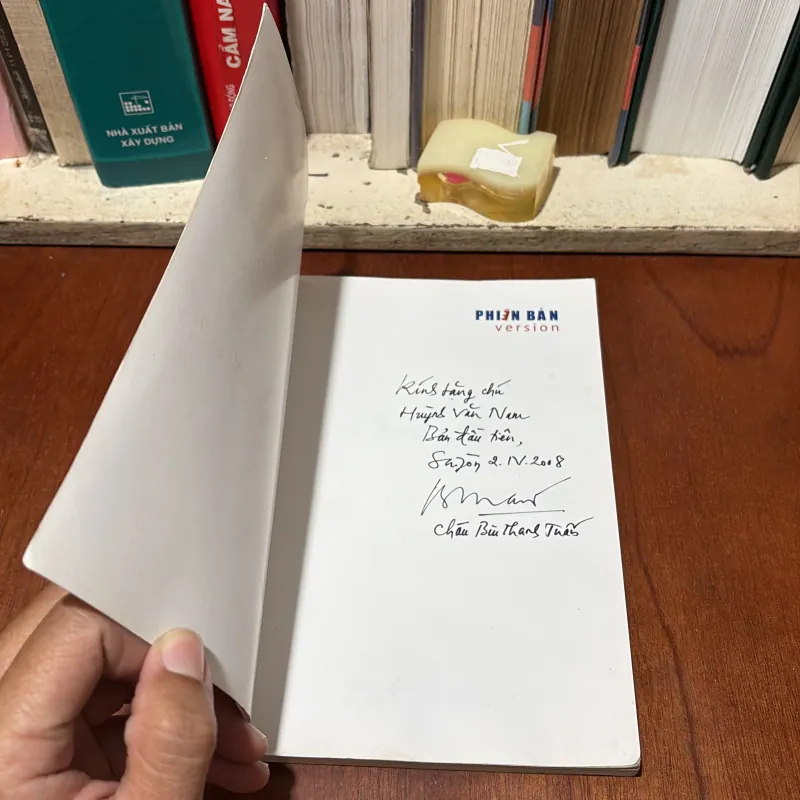 NHÀ XUẤT BẢN
XÂY DỰNG
CẨM NA
PHIÊN BẢN
version
Kính tặng chú
Huỳnh Văn Nam
Bản đầu tiên,
Sàigòn 2.IV.2008
Châu Bùi Thanh Tuấn